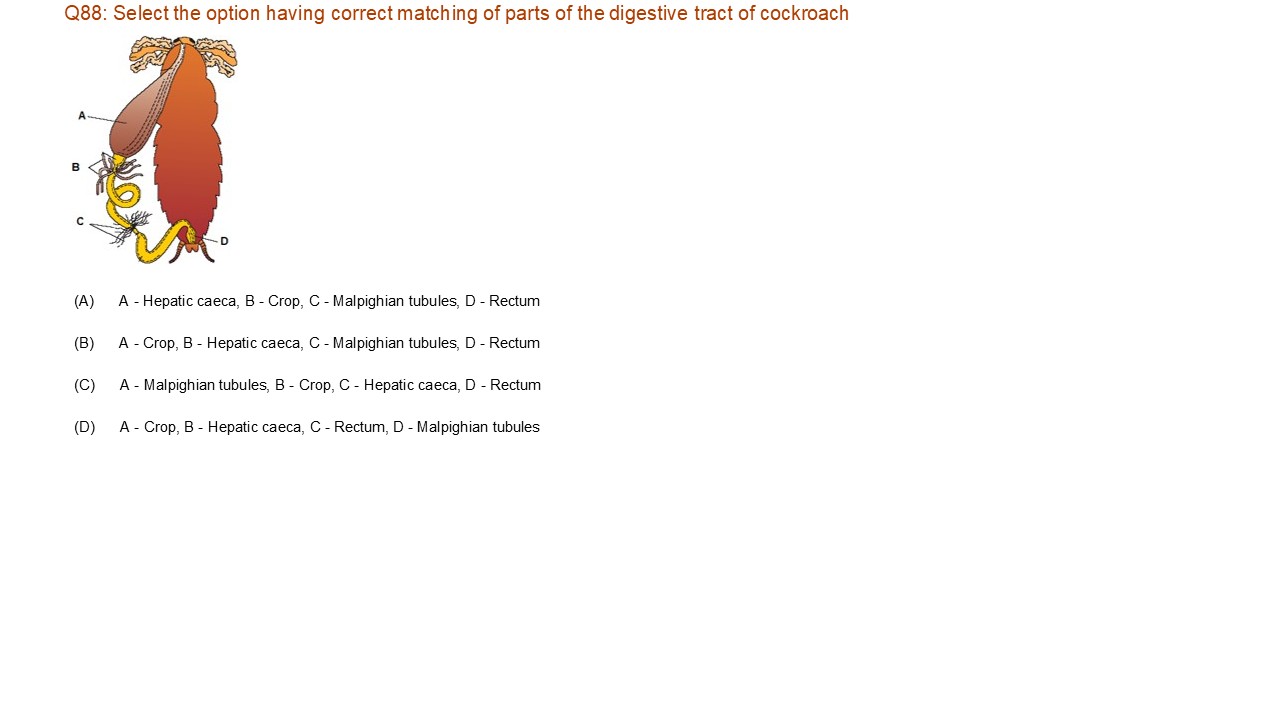 Q88: Select the option having correct matching of parts of the digestive tract of cockroach
A
B
C
D
(A) A - Hepatic caeca, B - Crop, C - Malpighian tubules, D - Rectum
(B) A - Crop, B - Hepatic caeca, C - Malpighian tubules, D - Rectum
(C) A - Malpighian tubules, B - Crop, C - Hepatic caeca, D - Rectum
(D) A - Crop, B - Hepatic caeca, C - Rectum, D - Malpighian tubules